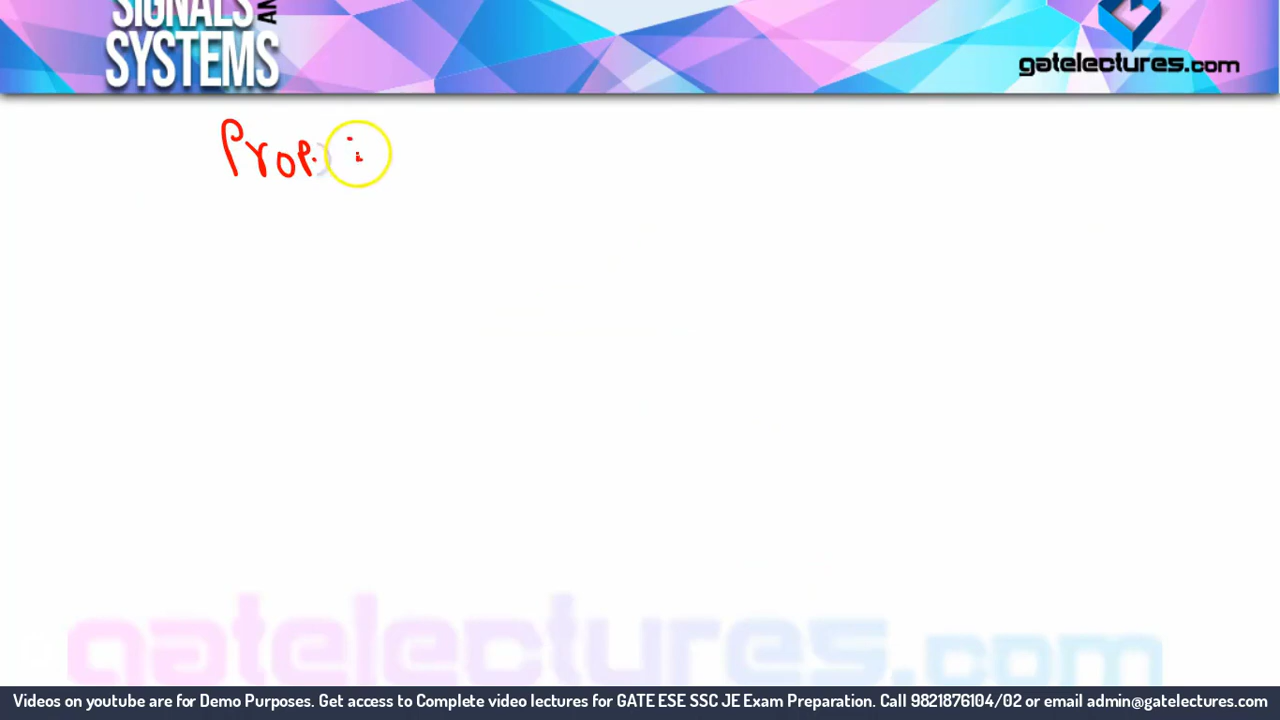 SIGNALS AND
SYSTEMS
gatelectures.com
Prop.
gatelectures.com
Videos on youtube are for Demo Purposes. Get access to Complete video lectures for GATE ESE SSC JE Exam Preparation. Call 9821876104/02 or email admin@gatelectures.com